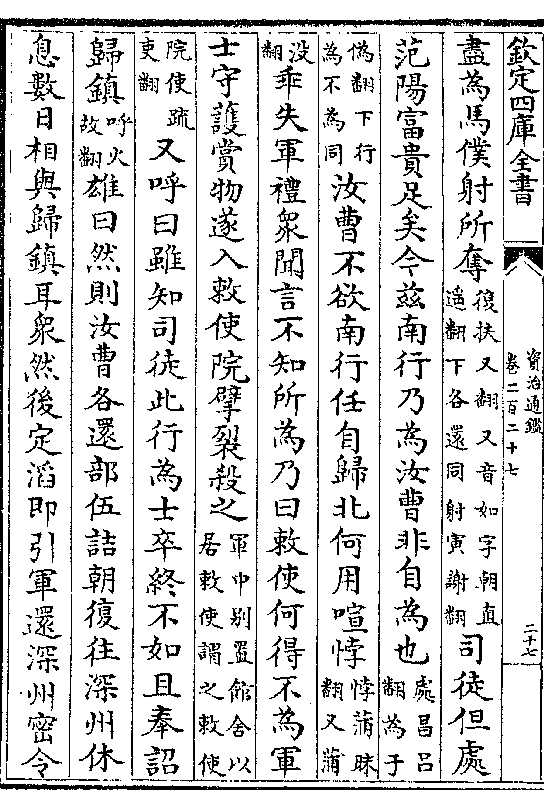 欽定四庫全書
資治通鑑
卷二百二十七
二十七
盡為馬僕射所奪復扶又翻又音如字朝直遥翻下各還同射寅謝翻司徒但處
范陽富貴足矣今兹南行乃為汝曹非自為也處昌吕翻為于
偽翻下行為不為同汝曹不欲南行任自歸北何用喧悖悖蒲昧翻又蒲
没翻乖失軍禮衆聞言不知所為乃曰敕使何得不為軍
士守䕶賞物遂入敕使院擘裂殺之軍中别置館舍以居敕使謂之敕使
院使疏吏翻又呼曰雖知司徒此行為士卒終不如且奉詔
歸鎮呼火故翻雄曰然則汝曹各還部伍詰朝復往深州休
息數日相與歸鎮耳衆然後定滔即引軍還深州密令